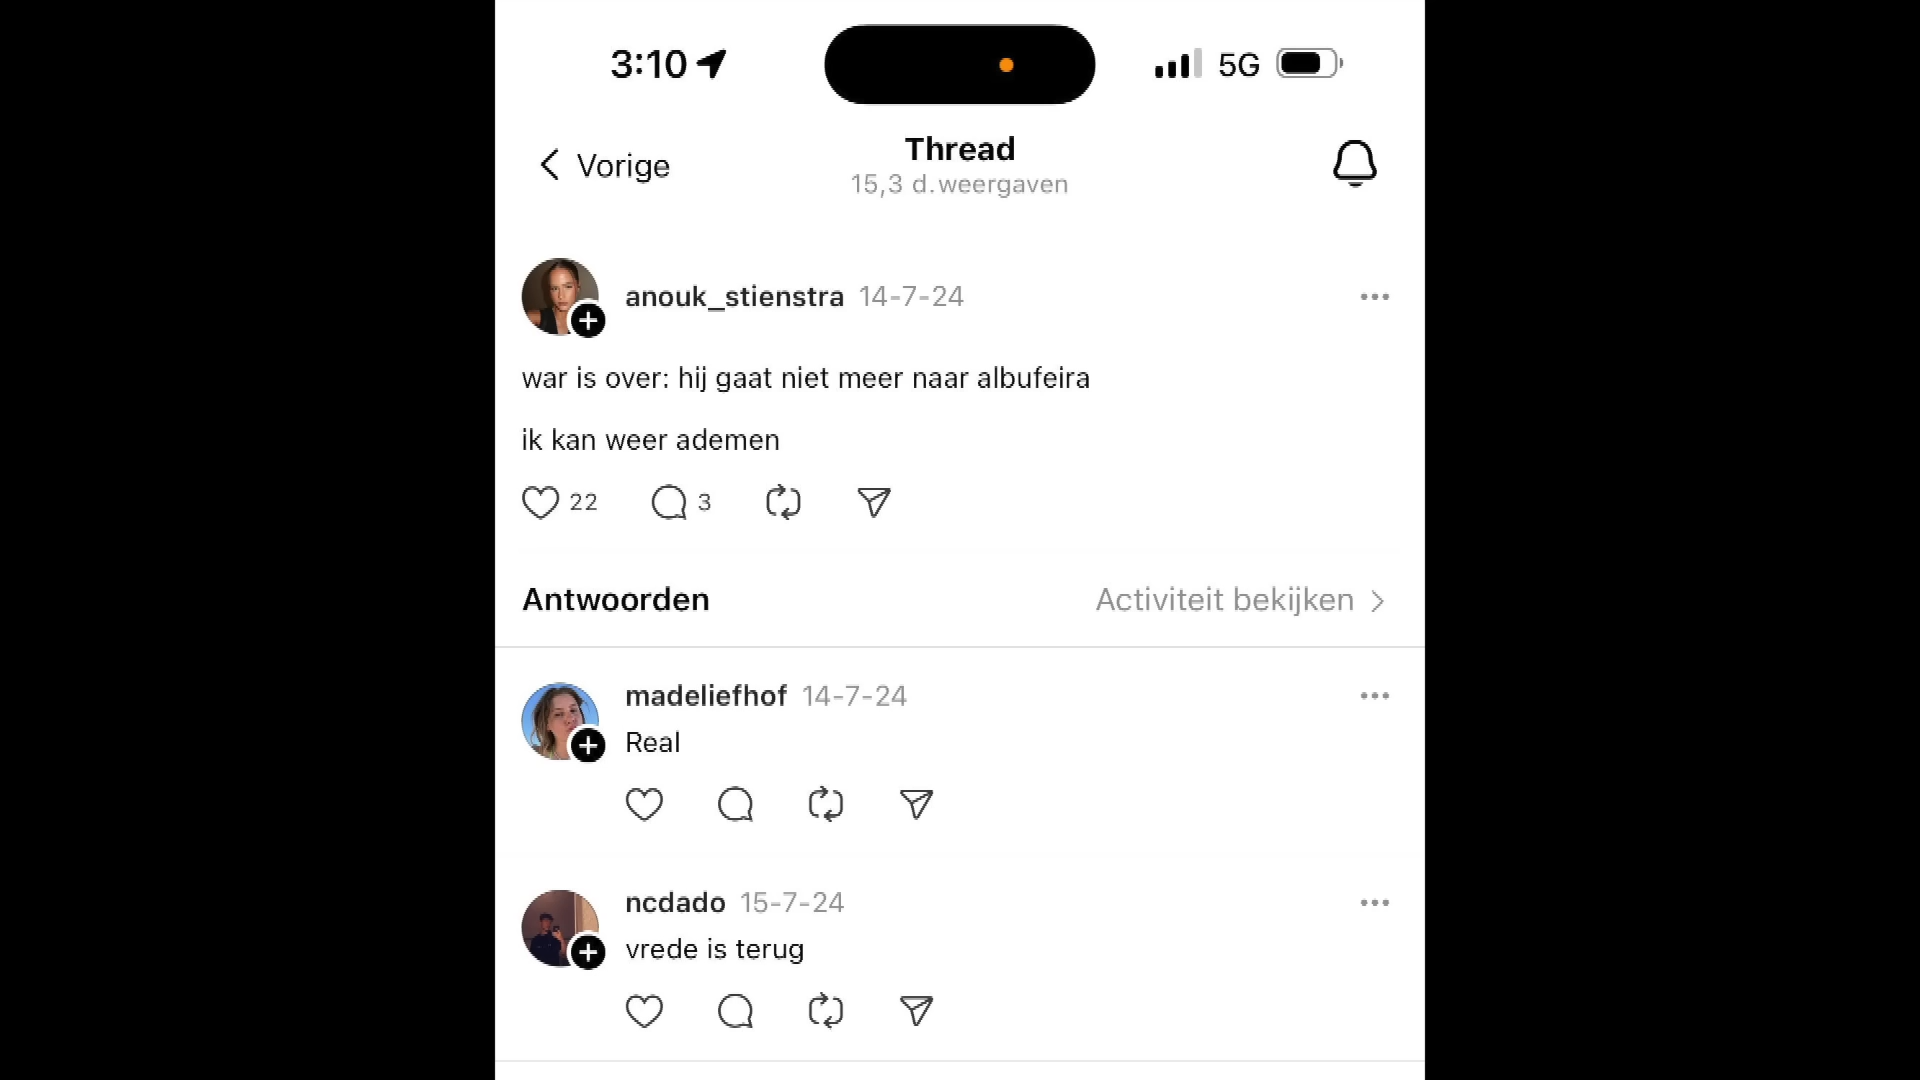 3:10 5G
Vorige
Thread
15,3 d.weergaven
anouk_stienstra 14-7-24
war is over: hij gaat niet meer naar albufeira
ik kan weer ademen
22 3
Antwoorden Activiteit bekijken
madeliefhof 14-7-24
Real
ncdado 15-7-24
vrede is terug